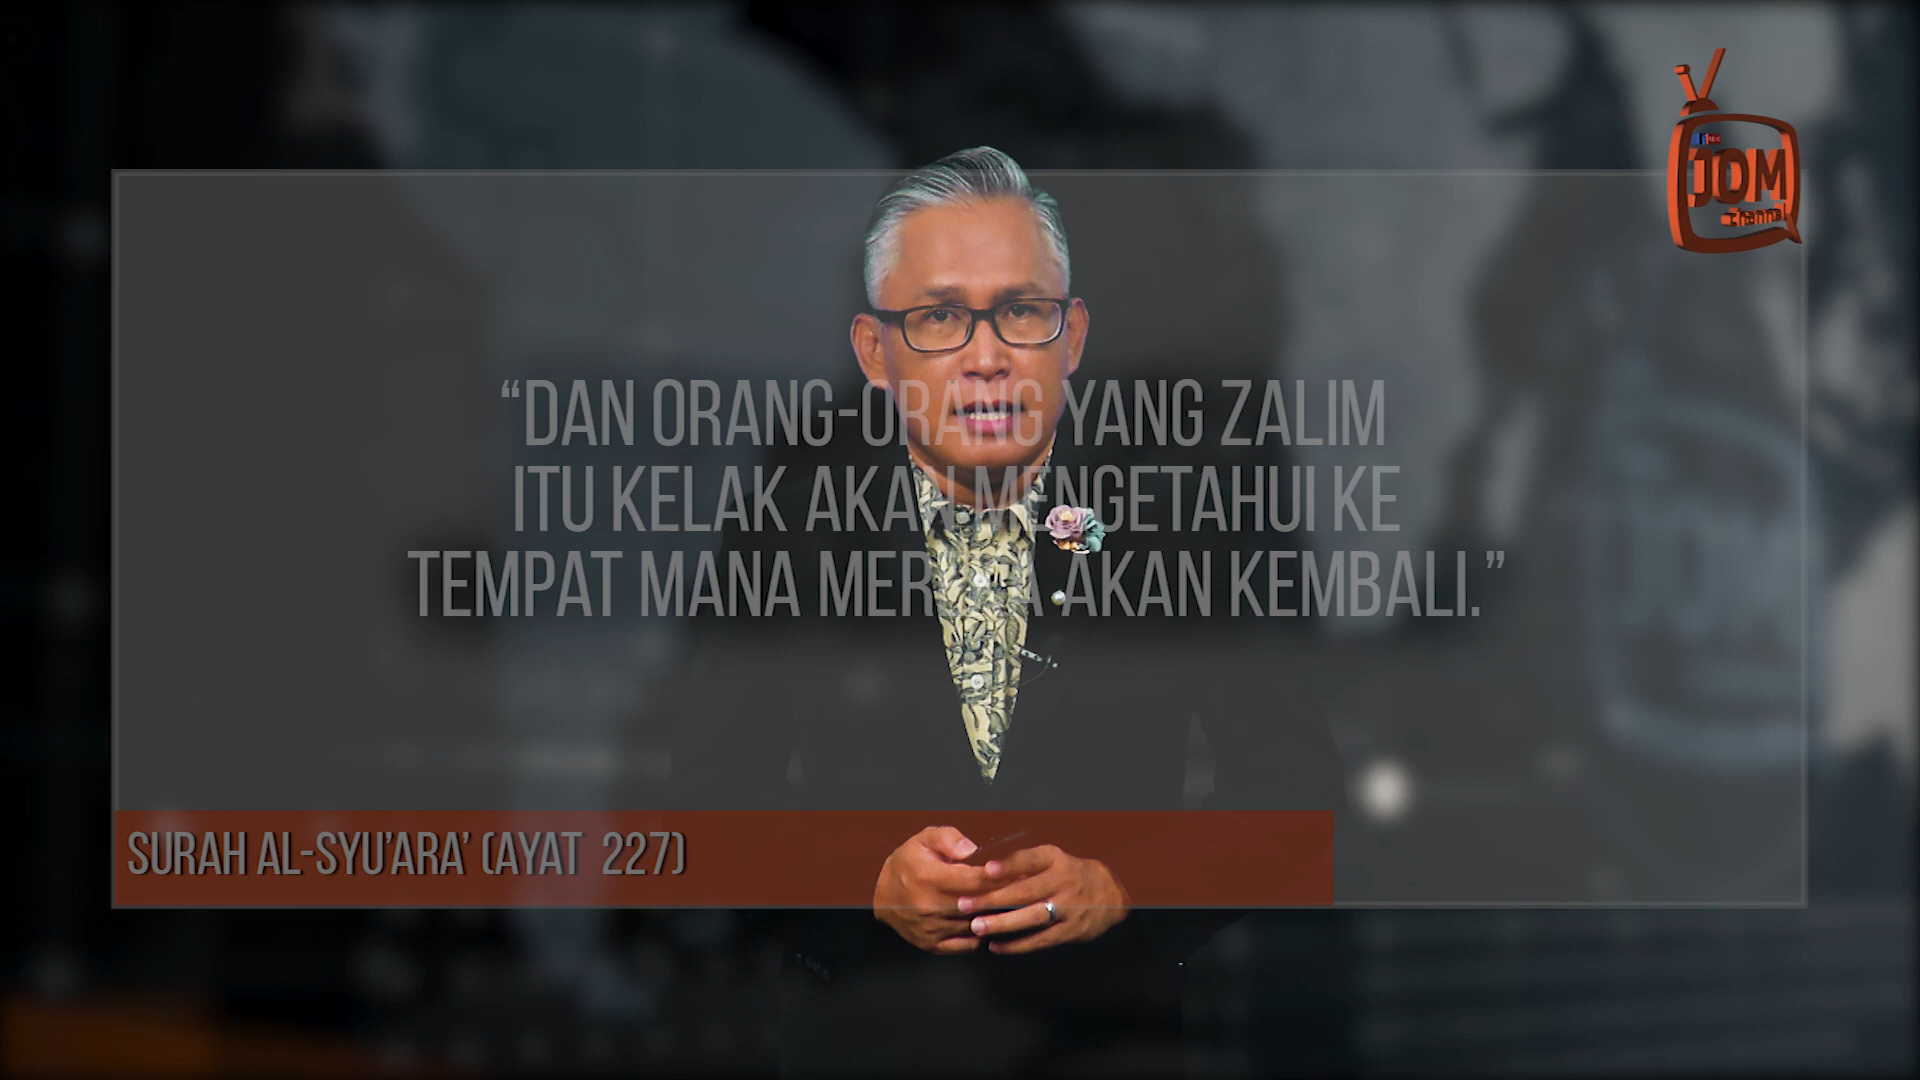 JOM
Channel
“DAN ORANG-ORANG YANG ZALIM
ITU KELAK AKAN MENGETAHUI KE
TEMPAT MANA MEREKA AKAN KEMBALI.”
SURAH AL-SYU’ARA’ (AYAT 227)